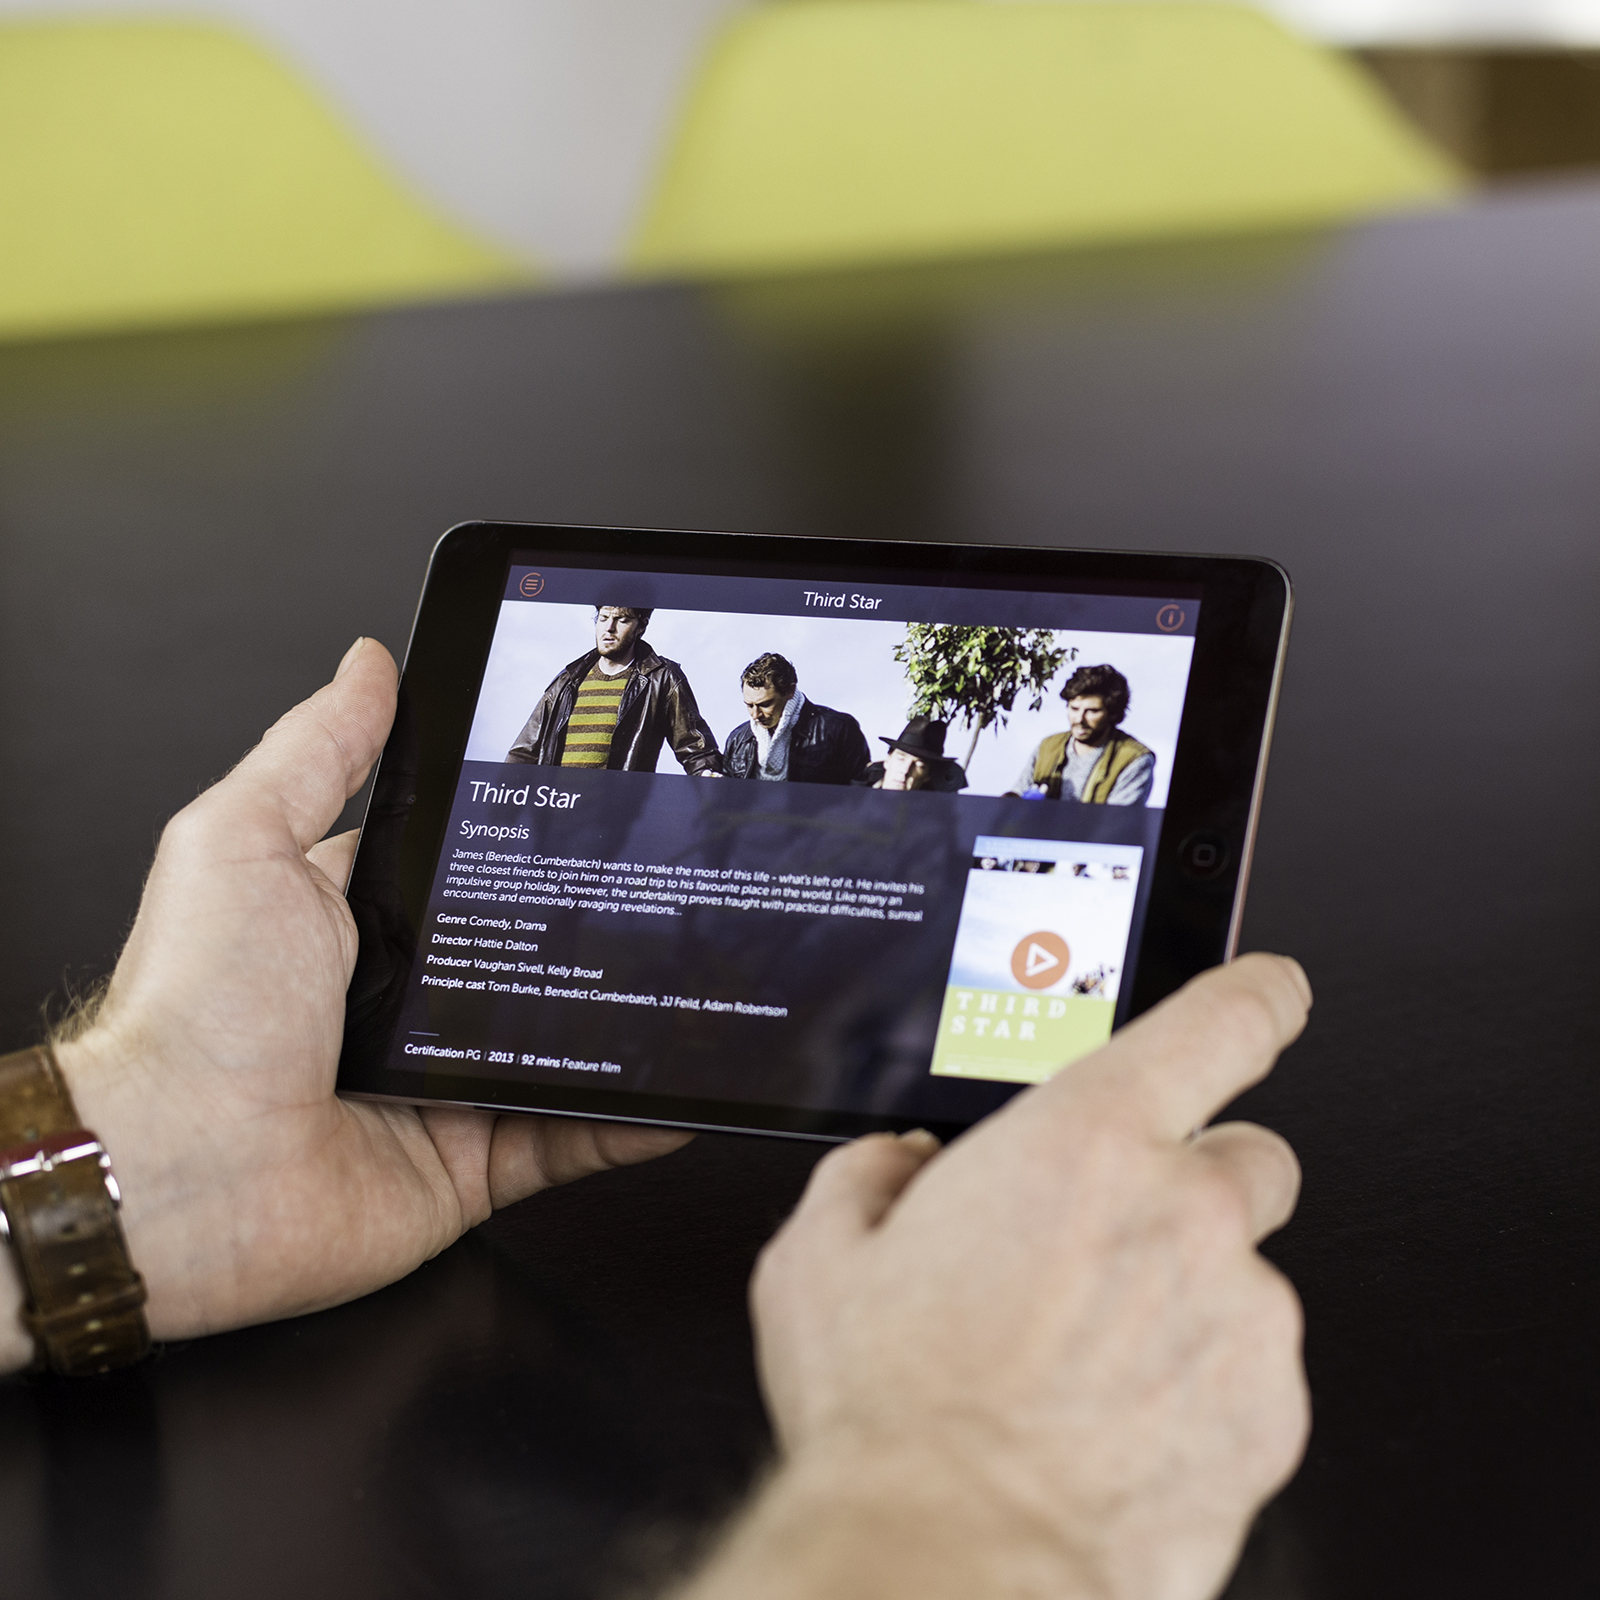 Third Star
Third Star
Synopsis
James (Benedict Cumberbatch) wants to make the most of this life - what's left of it. He invites his
three closest friends to join him on a road trip to his favourite place in the world. Like many an
impulsive group holiday, however, the undertaking proves fraught with practical difficulties, surreal
encounters and emotionally ravaging revelations...
Genre Comedy, Drama
Director Hattie Dalton
Producer Vaughan Sivell, Kelly Broad
Principle cast Tom Burke, Benedict Cumberbatch, JJ Feild, Adam Robertson
Certification PG | 2013 | 92 mins Feature film
THIRD
STAR